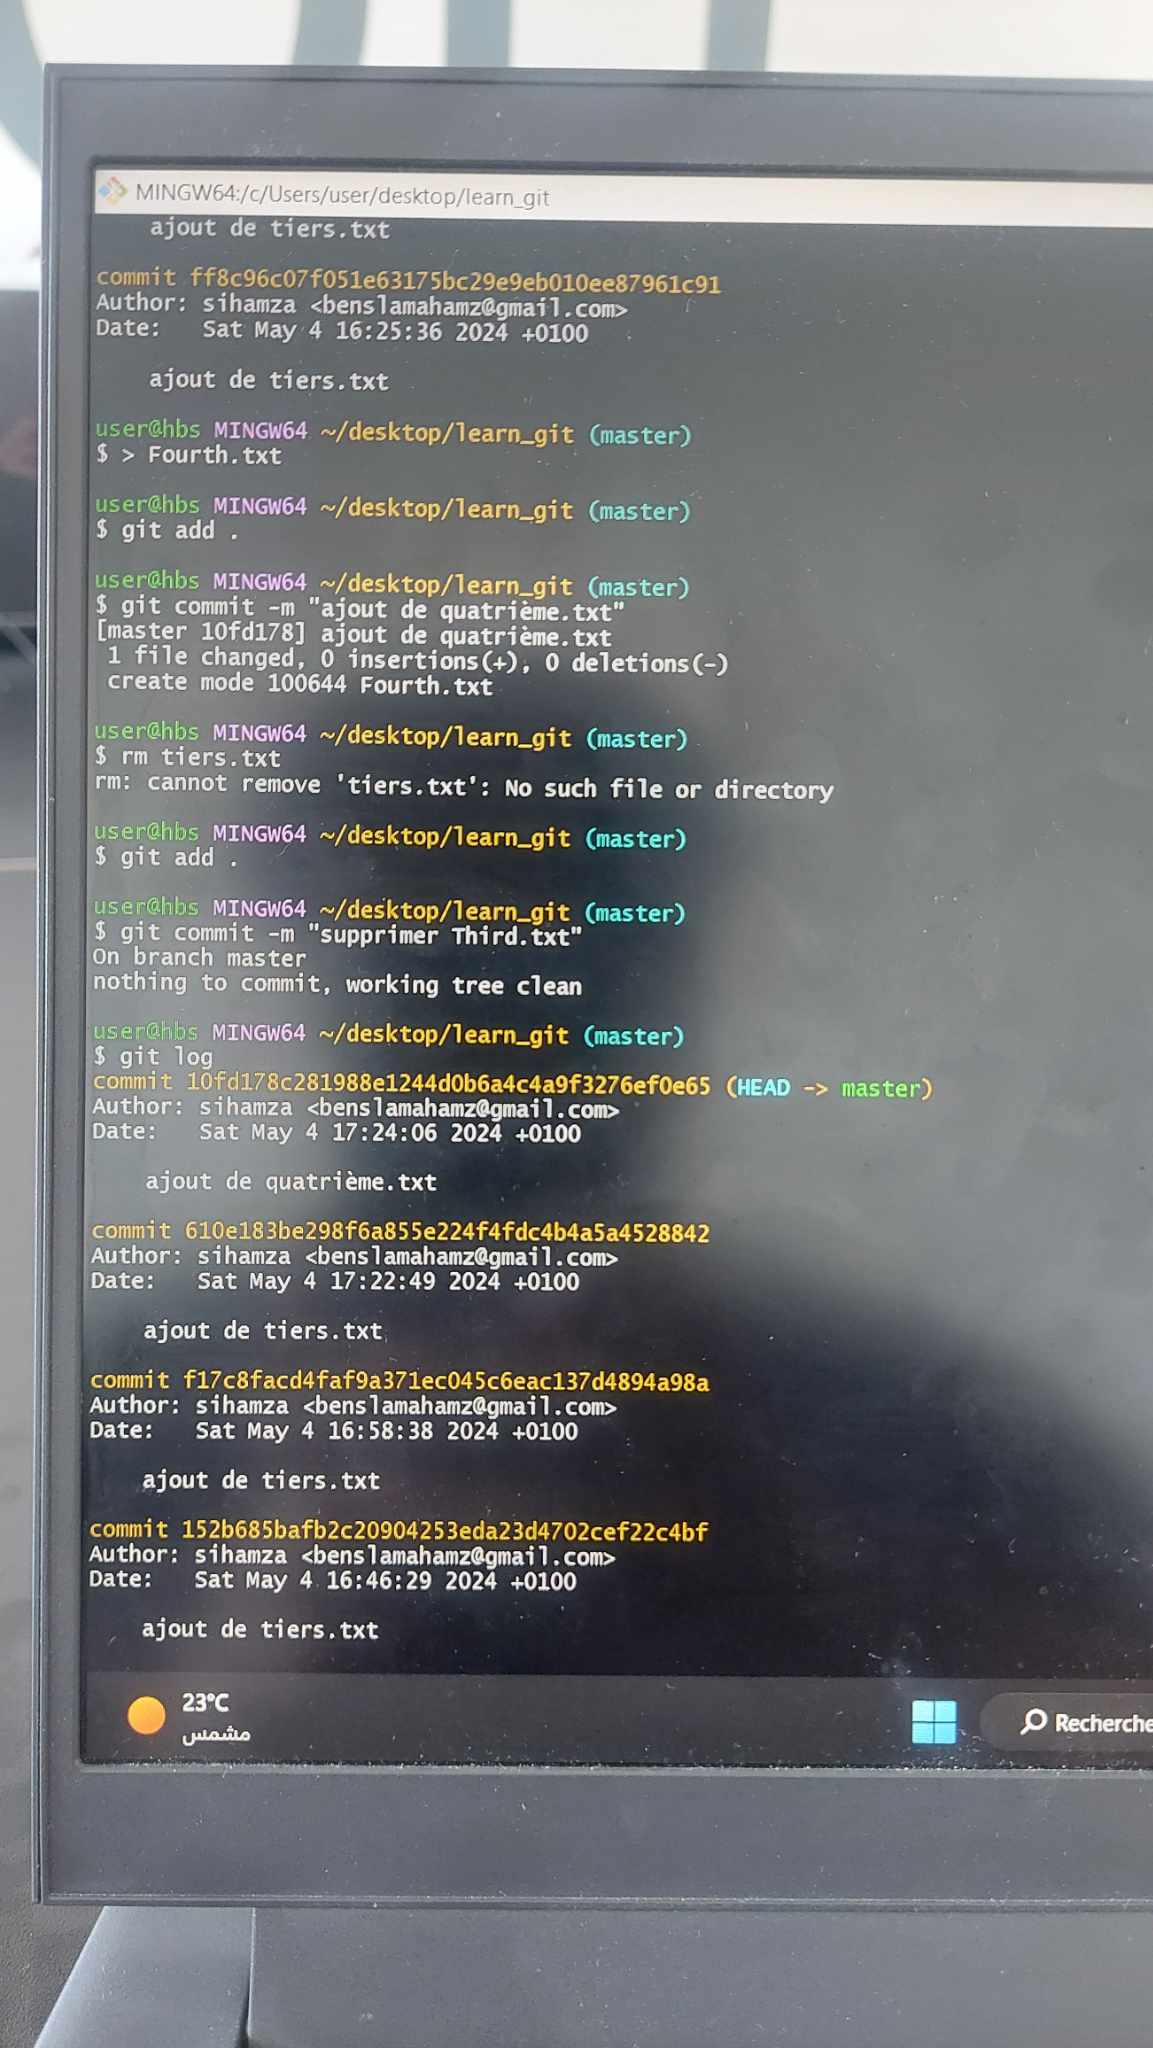 MINGW64:/c/Users/user/desktop/learn_git
ajout de tiers.txt
commit ff8c96c07f051e63175bc29e9eb010ee87961c91
Author: sihamza <benslamahamz@gmail.com>
Date:   Sat May 4 16:25:36 2024 +0100
ajout de tiers.txt
user@hbs MINGW64 ~/desktop/learn_git (master)
$ > Fourth.txt
user@hbs MINGW64 ~/desktop/learn_git (master)
$ git add .
user@hbs MINGW64 ~/desktop/learn_git (master)
$ git commit -m "ajout de quatrième.txt"
[master 10fd178] ajout de quatrième.txt
1 file changed, 0 insertions(+), 0 deletions(-)
create mode 100644 Fourth.txt
user@hbs MINGW64 ~/desktop/learn_git (master)
$ rm tiers.txt
rm: cannot remove 'tiers.txt': No such file or directory
user@hbs MINGW64 ~/desktop/learn_git (master)
$ git add .
user@hbs MINGW64 ~/desktop/learn_git (master)
$ git commit -m "supprimer Third.txt"
On branch master
nothing to commit, working tree clean
user@hbs MINGW64 ~/desktop/learn_git (master)
$ git log
commit 10fd178c281988e1244d0b6a4c4a9f3276ef0e65 (HEAD -> master)
Author: sihamza <benslamahamz@gmail.com>
Date:   Sat May 4 17:24:06 2024 +0100
ajout de quatrième.txt
commit 610e183be298f6a855e224f4fdc4b4a5a4528842
Author: sihamza <benslamahamz@gmail.com>
Date:   Sat May 4 17:22:49 2024 +0100
ajout de tiers.txt
commit f17c8facd4faf9a371ec045c6eac137d4894a98a
Author: sihamza <benslamahamz@gmail.com>
Date:   Sat May 4 16:58:38 2024 +0100
ajout de tiers.txt
commit 152b685bafb2c20904253eda23d4702cef22c4bf
Author: sihamza <benslamahamz@gmail.com>
Date:   Sat May 4 16:46:29 2024 +0100
ajout de tiers.txt
23°C
مشمس
Recherche